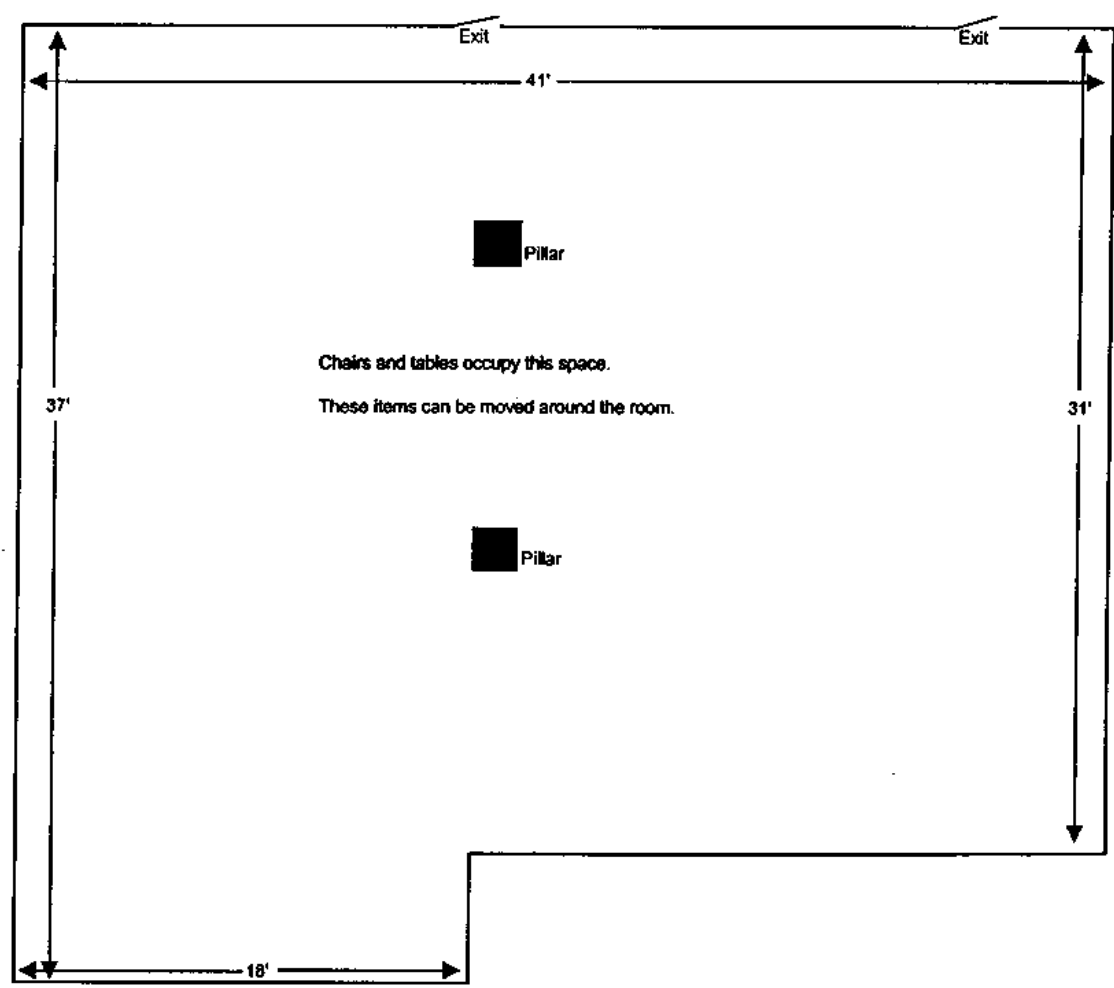 Exit
Exit
41'
Pillar
Chairs and tables occupy this space.
37'
These items can be moved around the room.
31'
Pillar
18'